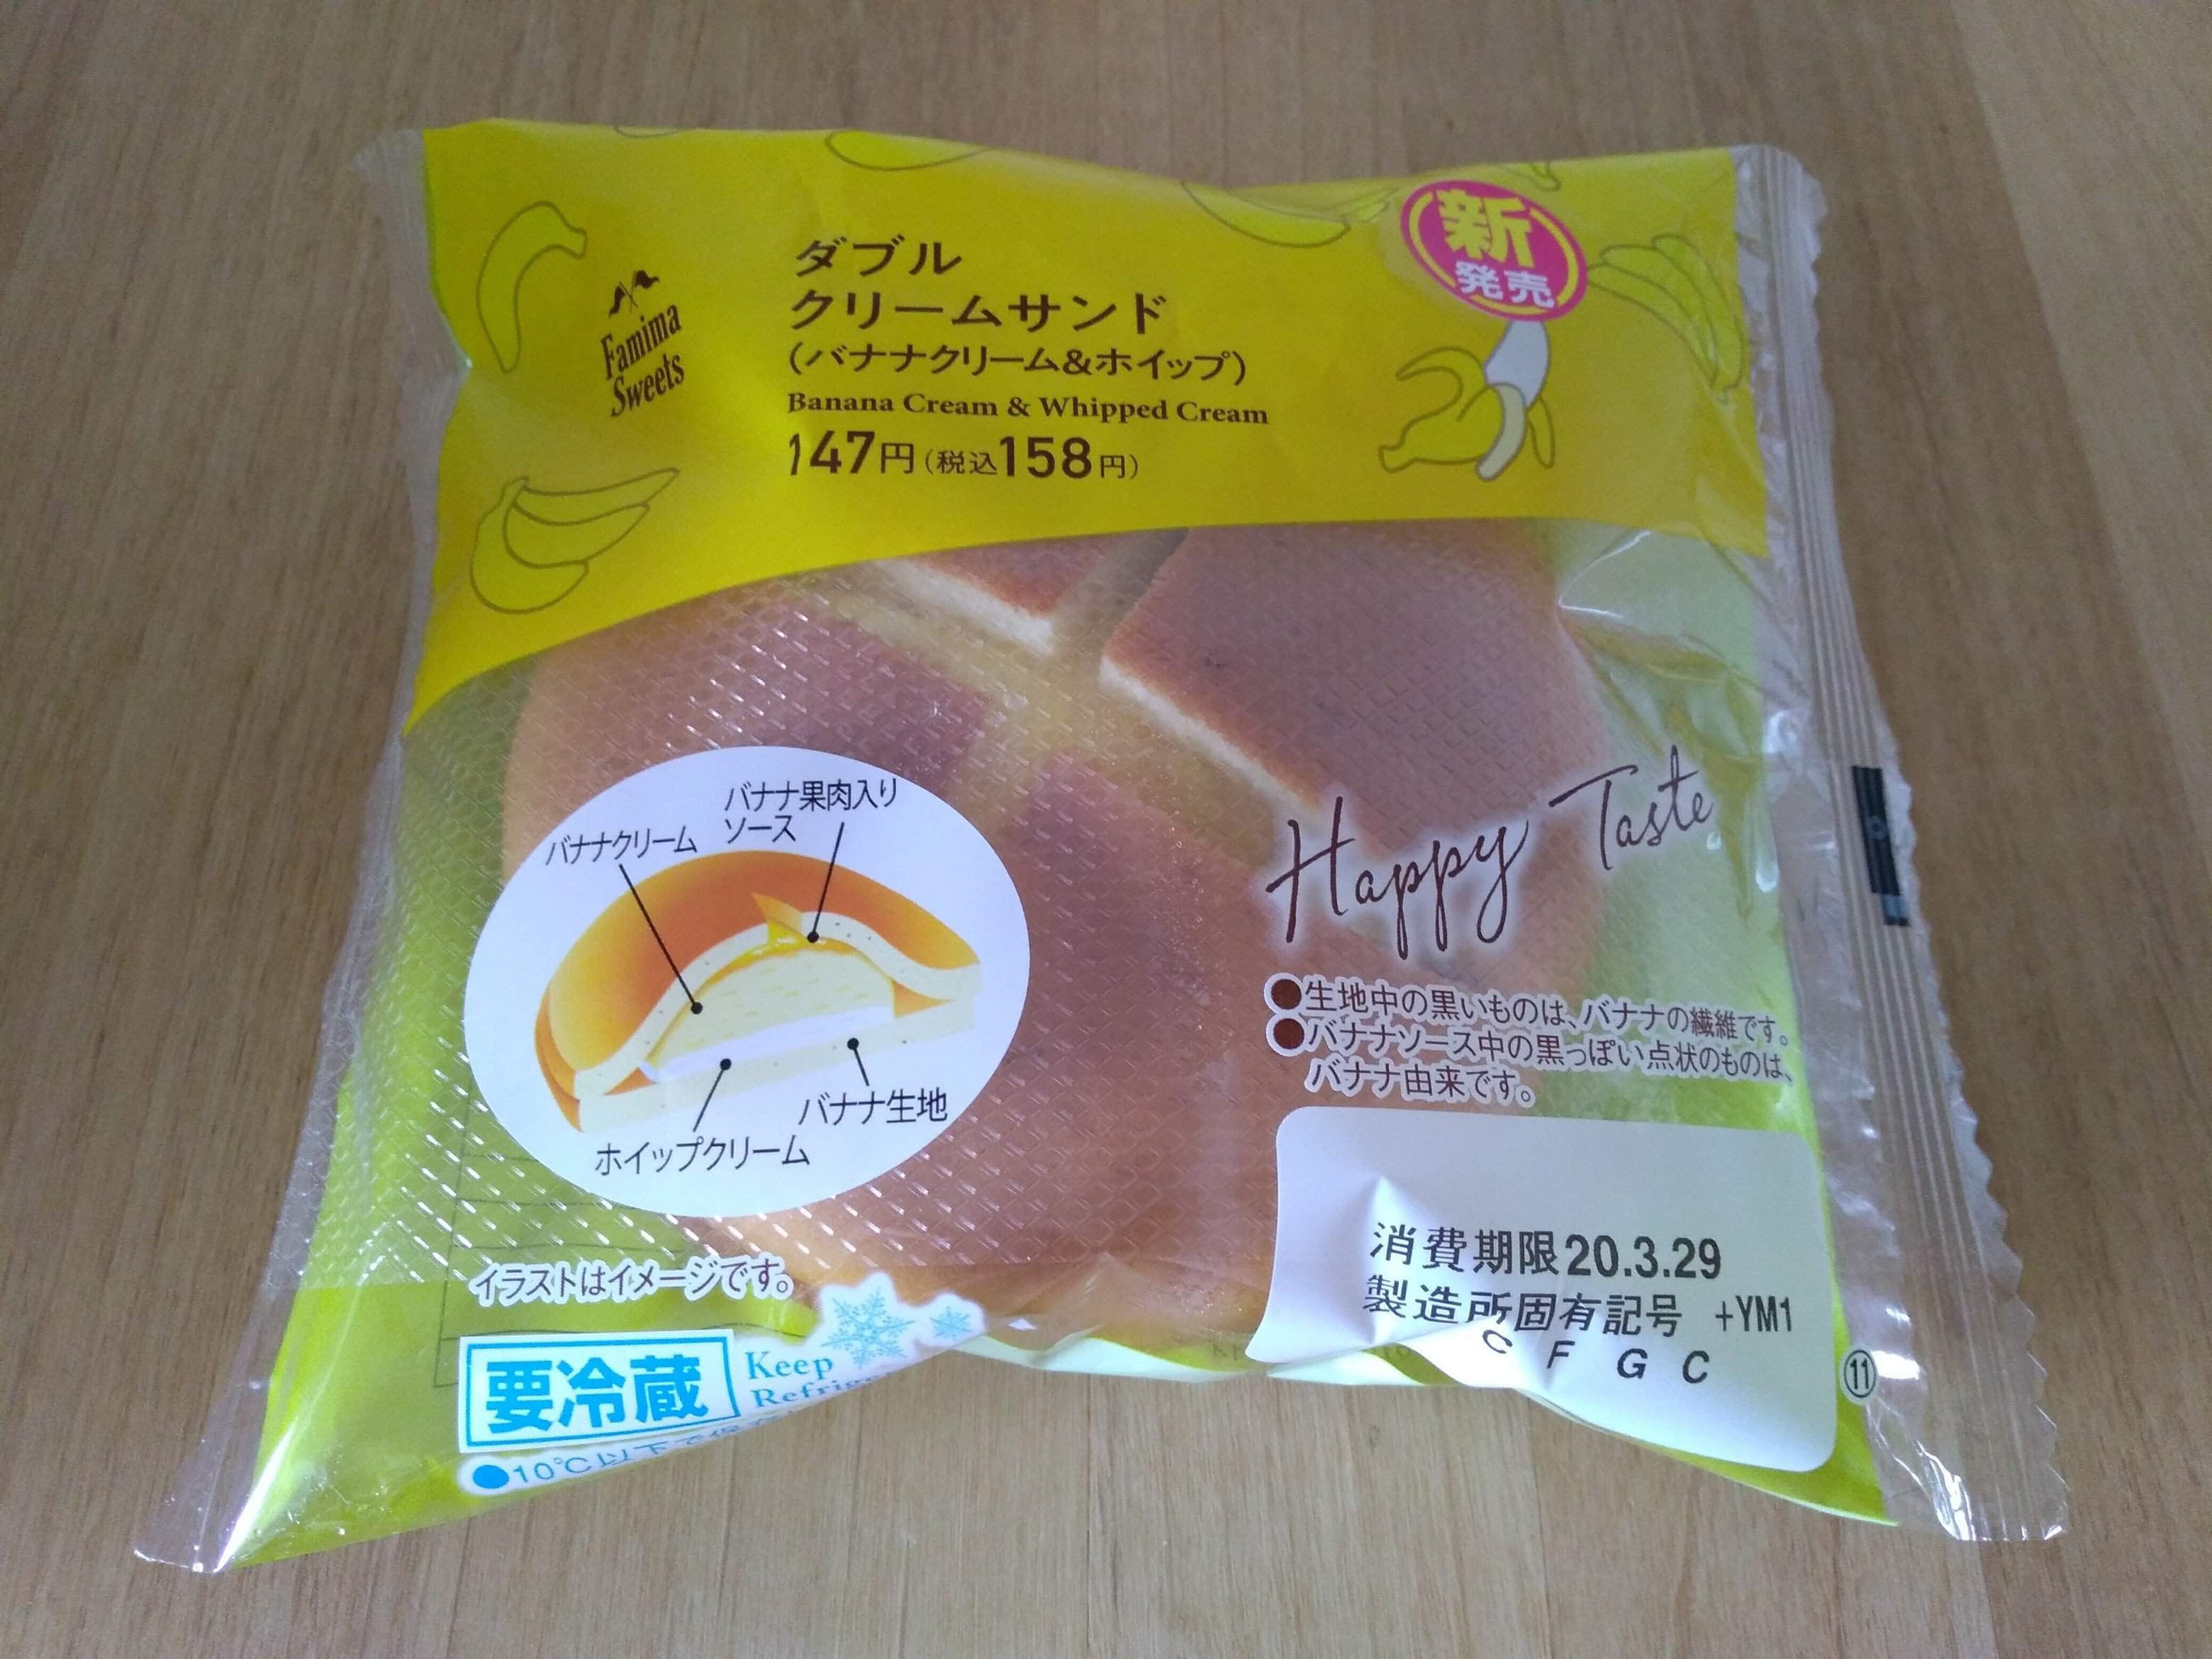 Famima
Sweets
ダブル
クリームサンド
(バナナクリーム&ホイップ)
Banana Cream & Whipped Cream
147円(税込158円)
新
発売
バナナ果肉入り
ソース
バナナクリーム
バナナ生地
ホイップクリーム
Happy Taste
●生地中の黒いものは、バナナの繊維です。
●バナナソース中の黒っぽい点状のものは、
バナナ由来です。
イラストはイメージです。
消費期限20.3.29
製造所固有記号 +YM1
C F G C
⑪
要冷蔵
Keep
●10℃以下で